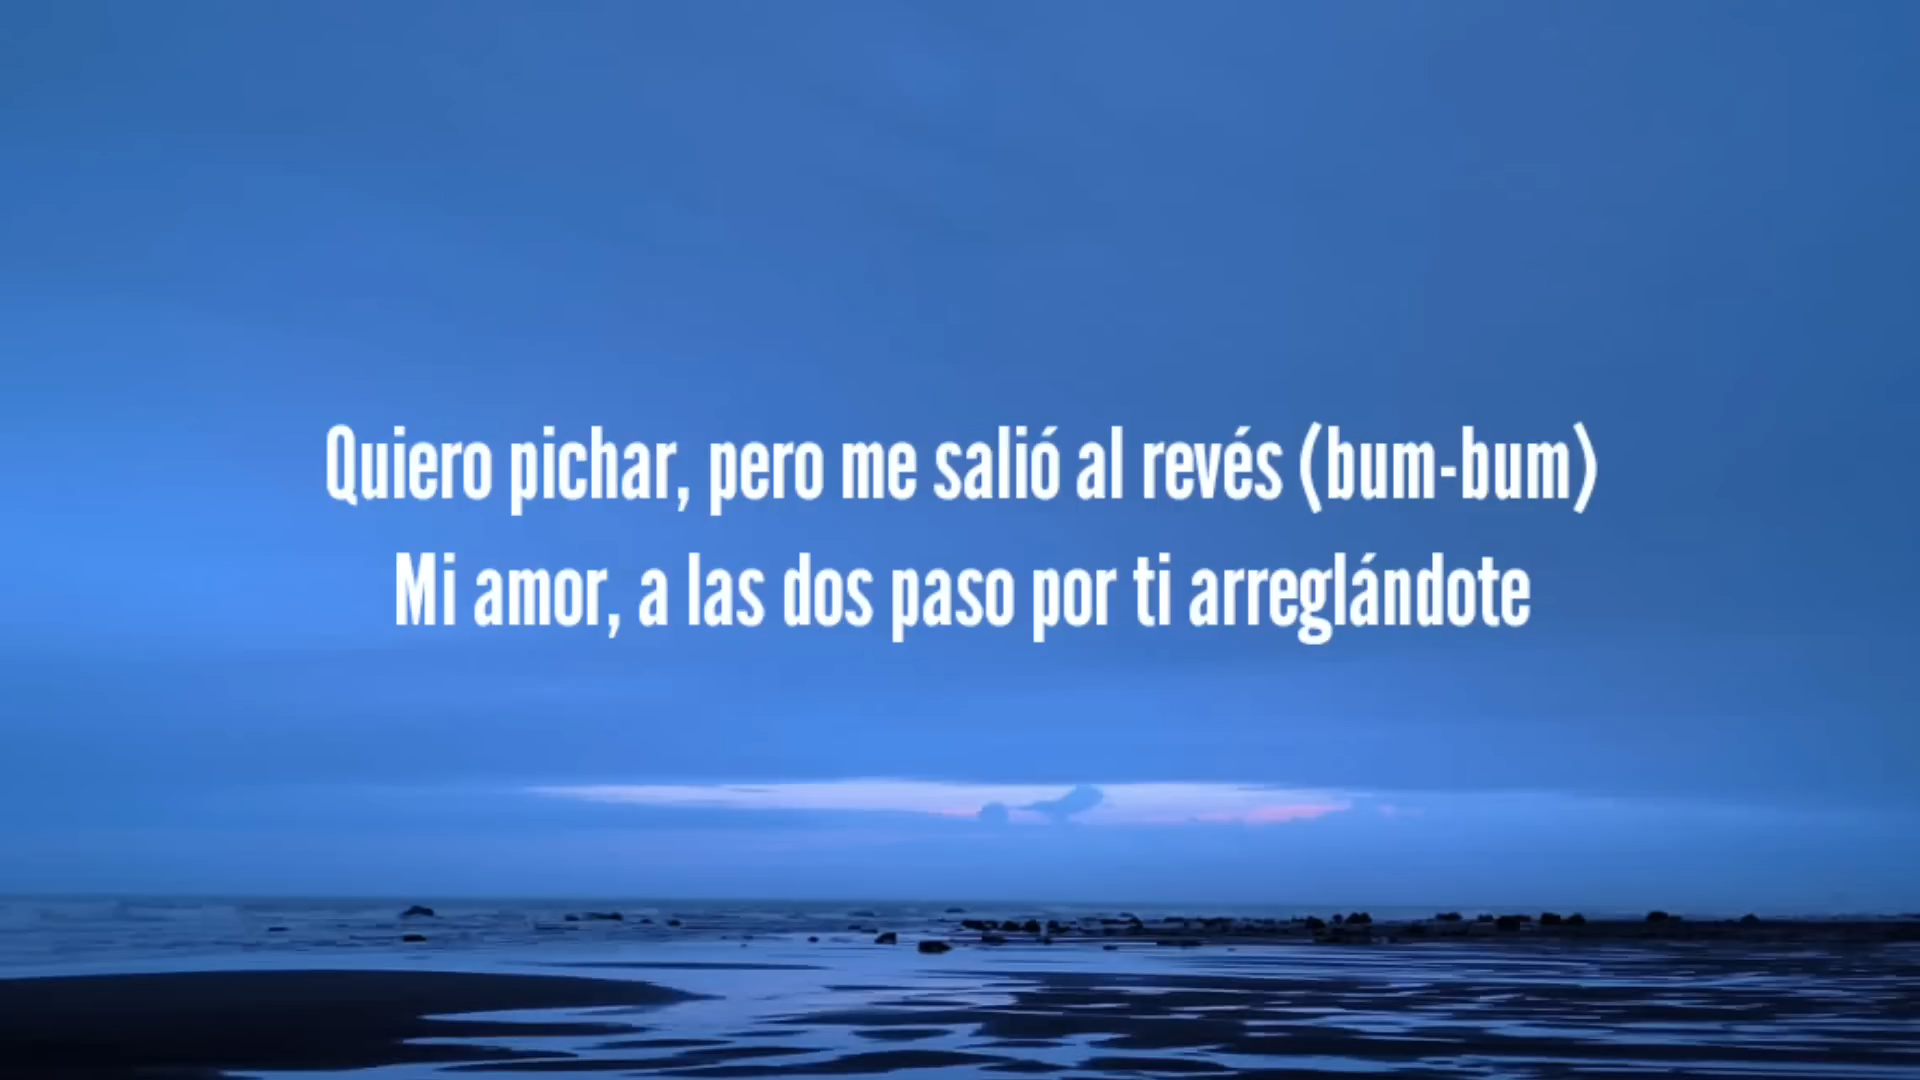 Quiero pichar, pero me salió al revés (bum-bum)
Mi amor, a las dos paso por ti arreglándote